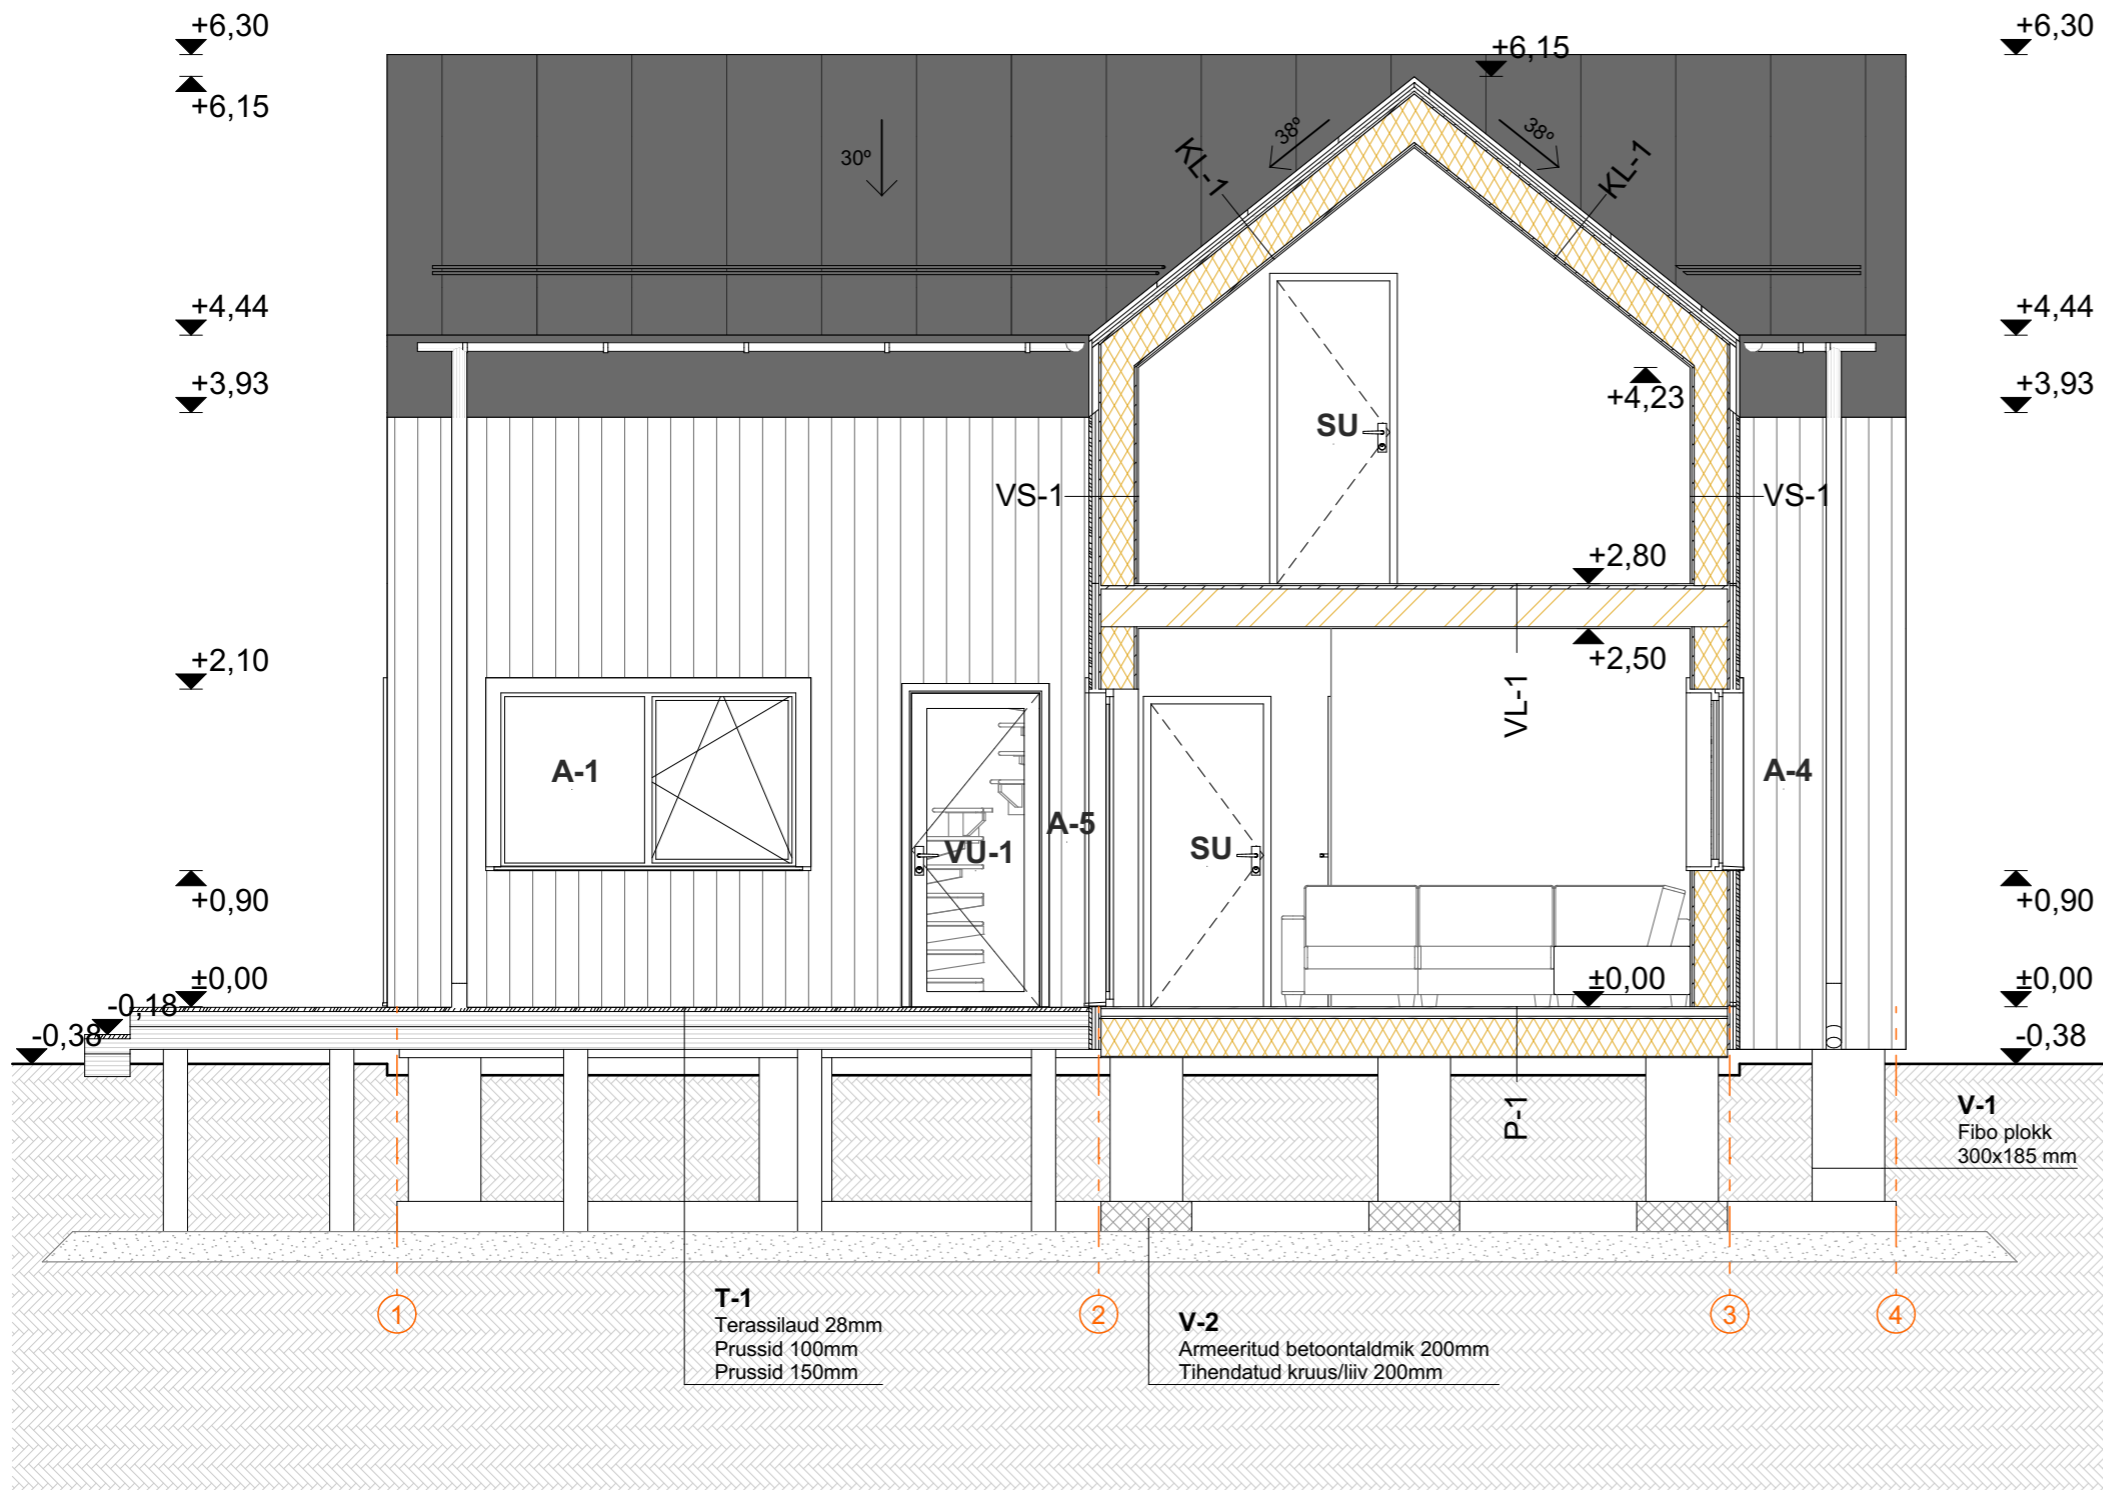 +6,30
+6,30
+6,15
+6,15
38º
38º
30º
KL-1
KL-1
+4,44
+4,44
+3,93
+3,93
+4,23
SU
VS-1
VS-1
+2,80
+2,10
+2,50
VL-1
A-1
A-4
A-5
VU-1
SU
+0,90
+0,90
±0,00
±0,00
±0,00
-0,18
-0,38
-0,38
P-1
V-1
Fibo plokk
300x185 mm
1
2
3
4
T-1
Terassilaud 28mm
Prussid 100mm
Prussid 150mm
V-2
Armeeritud betoontaldmik 200mm
Tihendatud kruus/liiv 200mm